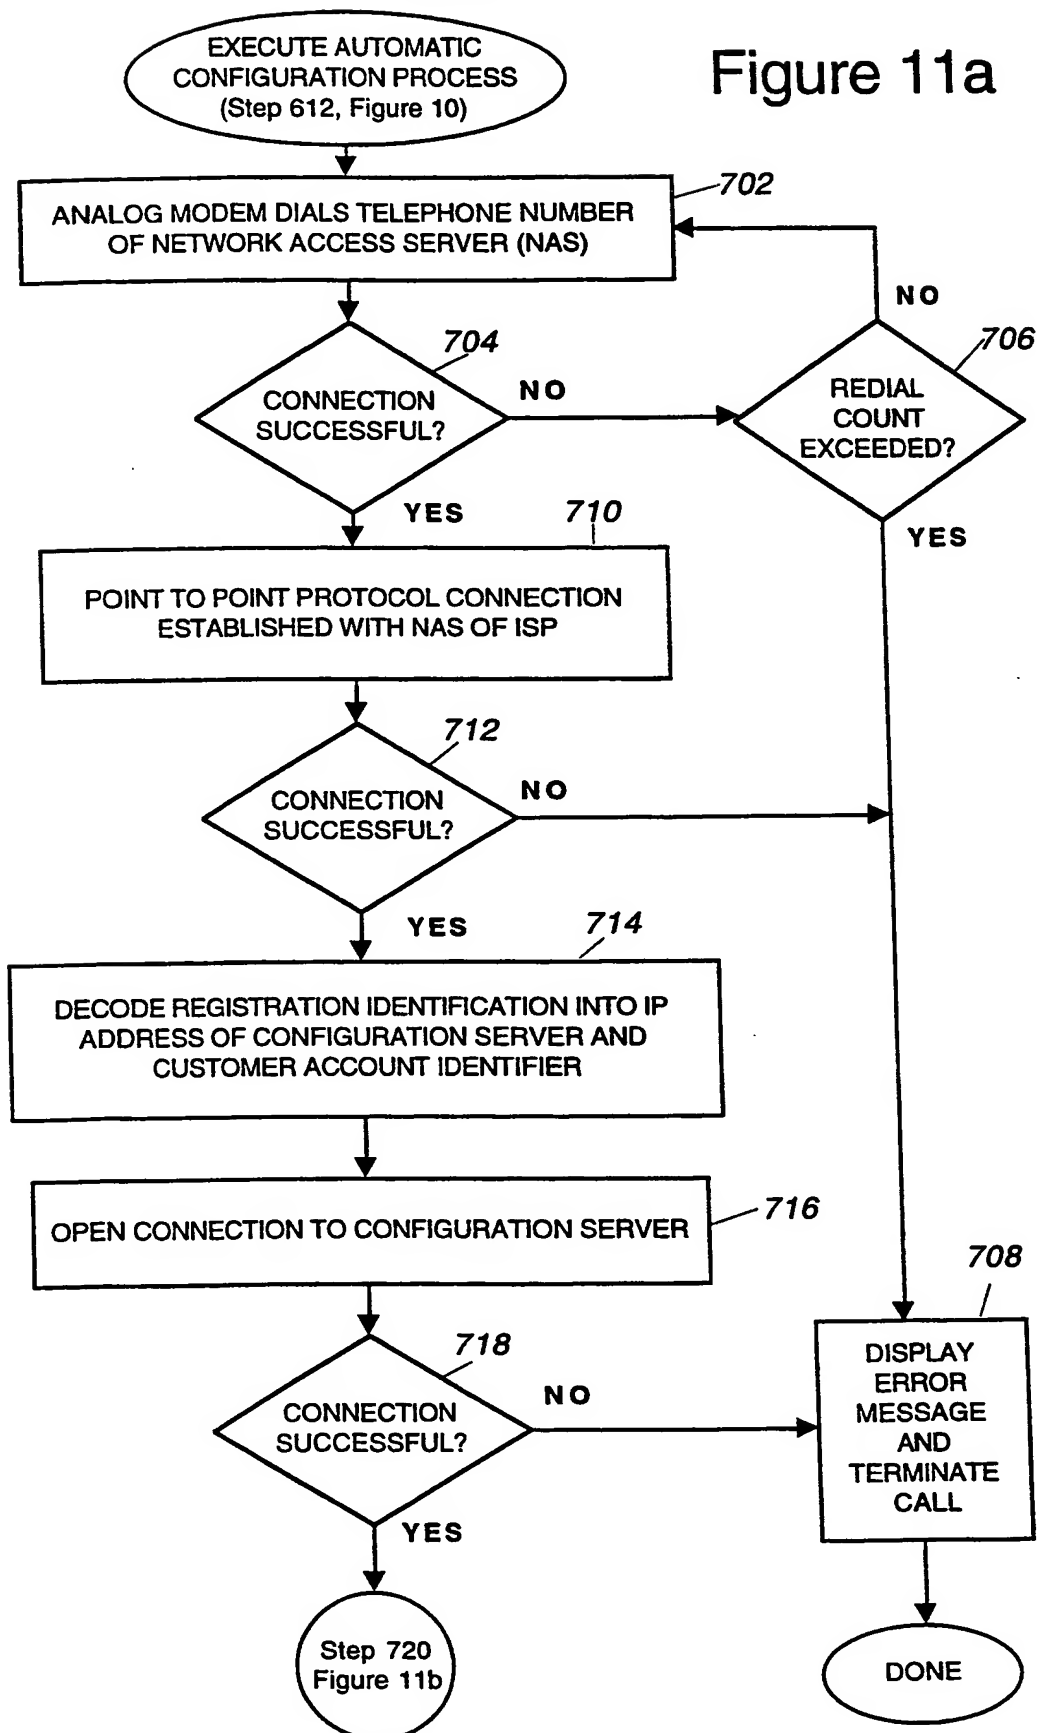 Figure 11a
EXECUTE AUTOMATIC
CONFIGURATION PROCESS
(Step 612, Figure 10)
702
ANALOG MODEM DIALS TELEPHONE NUMBER
OF NETWORK ACCESS SERVER (NAS)
NO
704
706
CONNECTION
SUCCESSFUL?
NO
REDIAL
COUNT
EXCEEDED?
YES
710
YES
POINT TO POINT PROTOCOL CONNECTION
ESTABLISHED WITH NAS OF ISP
712
CONNECTION
SUCCESSFUL?
NO
YES
714
DECODE REGISTRATION IDENTIFICATION INTO IP
ADDRESS OF CONFIGURATION SERVER AND
CUSTOMER ACCOUNT IDENTIFIER
716
OPEN CONNECTION TO CONFIGURATION SERVER
708
718
CONNECTION
SUCCESSFUL?
NO
DISPLAY
ERROR
MESSAGE
AND
TERMINATE
CALL
YES
Step 720
Figure 11b
DONE